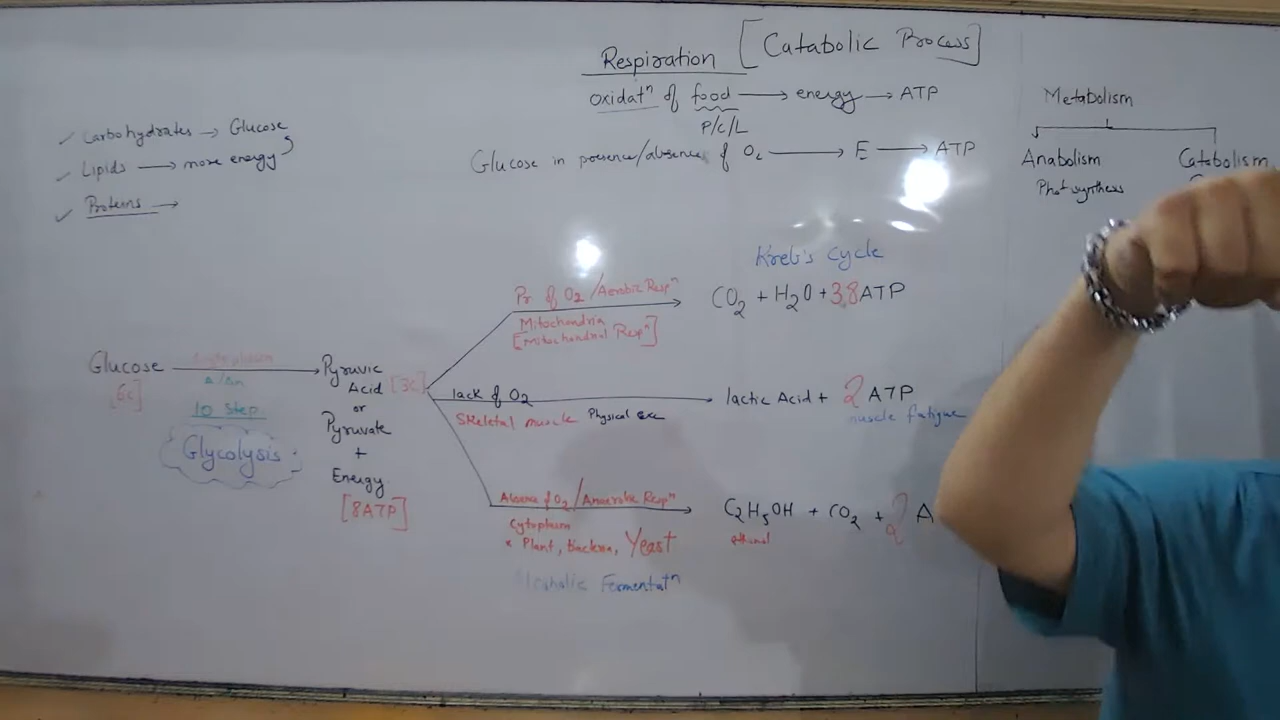 Respiration [Catabolic Process]
oxidatⁿ of food → energy → ATP
P/C/L
Glucose in presence/absence of O₂ → E → ATP
Metabolism
Anabolism Catabolism
Photosynthesis
✓ Carbohydrates → Glucose
✓ Lipids → more energy
✓ Proteins →
Kreb's Cycle
Pr of O₂/Aerobic Respⁿ
CO₂ + H₂O + 38ATP
Mitochondria
[Mitochondrial Respⁿ]
Glucose → Pyruvic
[6c]
A/An
10 Step
Glycolysis
Acid [3c]
or
Pyruvate
+
Energy
[8ATP]
lack of O₂ → lactic Acid + 2 ATP
Skeletal muscle Physical exe
muscle fatigue
Absence of O₂/Anaerobic Respⁿ
C₂H₅OH + CO₂ + 2 A
ethanol
Cytoplasm
* Plant, bacteria, Yeast
Alcoholic Fermentatⁿ